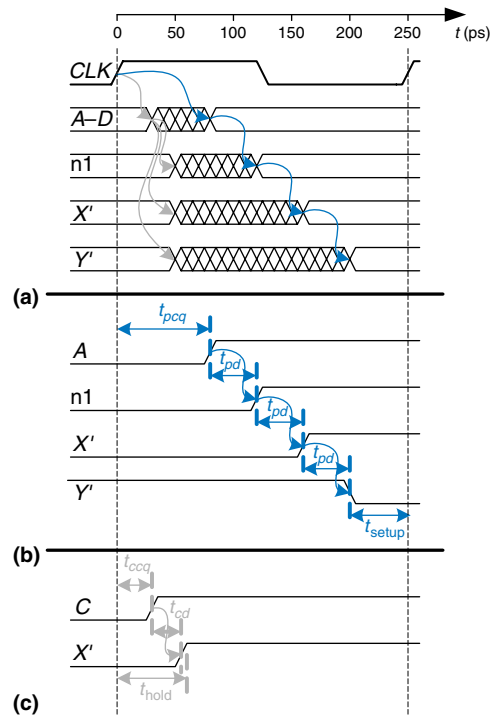 0 50 100 150 200 250
t (ps)
CLK
A–D
n1
X'
Y'
(a)
tpcq
A
tpd
n1
tpd
X'
tpd
Y'
tsetup
(b)
tccq
C
tcd
X'
thold
(c)